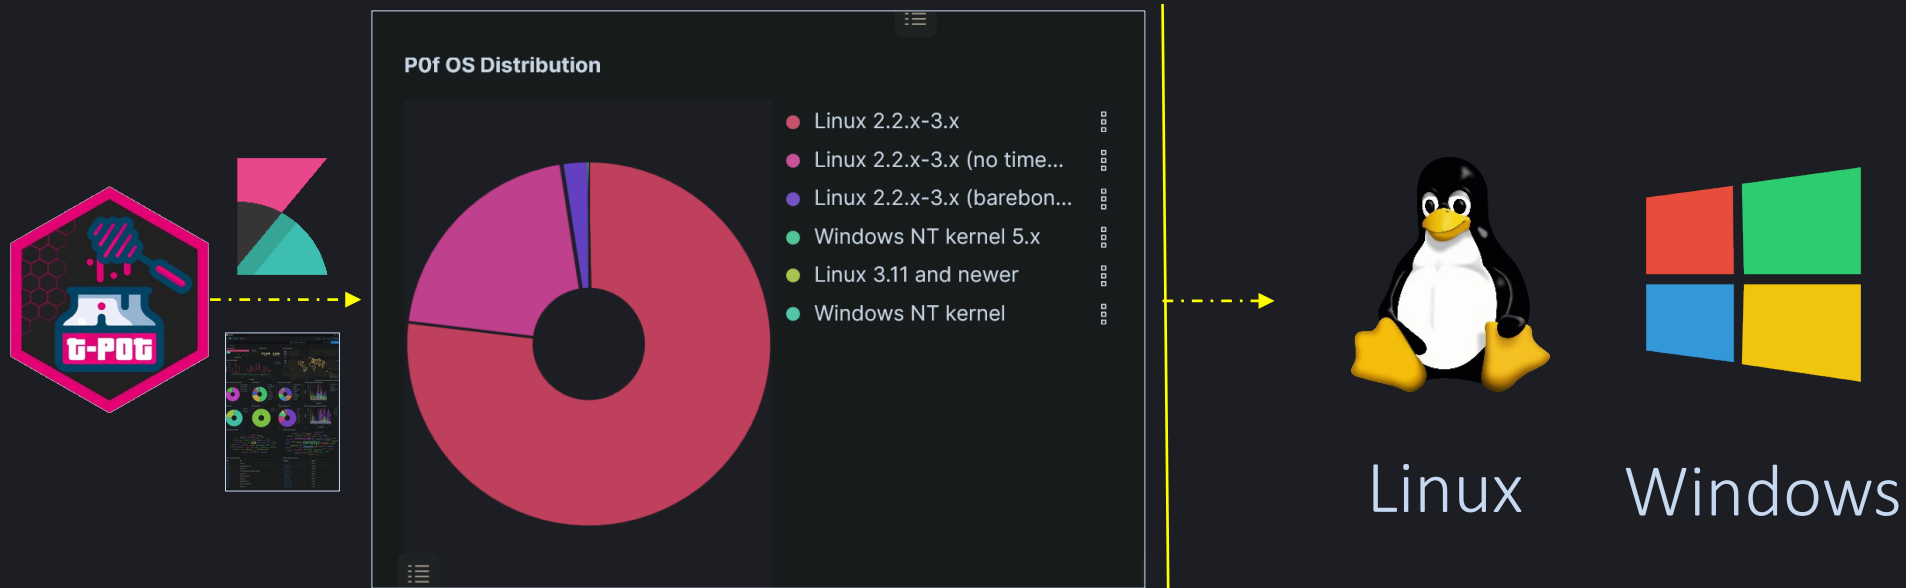 t-POt
P0f OS Distribution
Linux 2.2.x-3.x
Linux 2.2.x-3.x (no time...
Linux 2.2.x-3.x (barebon...
Windows NT kernel 5.x
Linux 3.11 and newer
Windows NT kernel
Linux
Windows